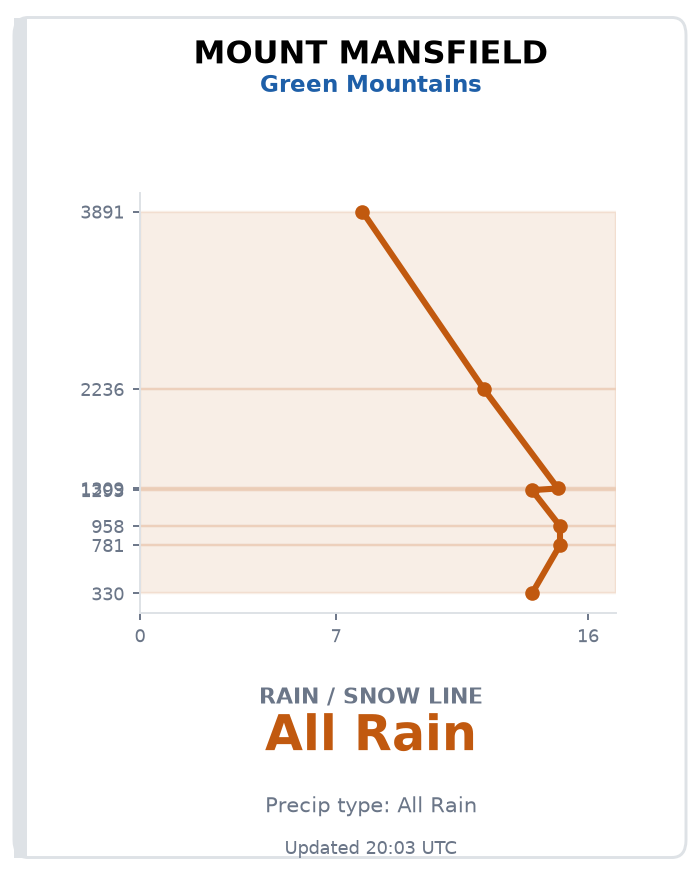 MOUNT MANSFIELD
Green Mountains
3891
2236
958
781
330
0 7 16
RAIN / SNOW LINE
All Rain
Precip type: All Rain
Updated 20:03 UTC